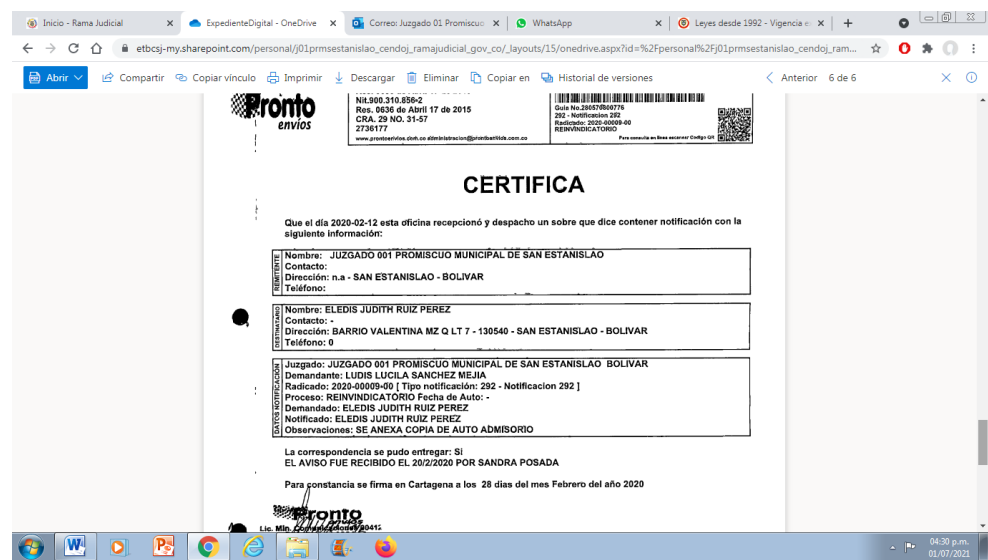 Inicio - Rama Judicial
ExpedienteDigital - OneDrive
Correo: Juzgado 01 Promiscuo
WhatsApp
Leyes desde 1992 - Vigencia e
etbcsj-my.sharepoint.com/personal/j01prmsestanislao_cendoj_ramajudicial_gov_co/_layouts/15/onedrive.aspx?id=%2Fpersonal%2Fj01prmsestanislao_cendoj_ram...
Abrir Compartir Copiar vínculo Imprimir Descargar Eliminar Copiar en Historial de versiones Anterior 6 de 6
Pronto
envios
Nit.900.310.856-2
Res. 0636 de Abril 17 de 2015
CRA. 29 NO. 31-57
2736177
Guia No.280576800776
292 - Notificacion 292
Radicado: 2020-00009-00
REINVINDICATORIO
Para consulta en linea escanear Codigo QR
CERTIFICA
Que el día 2020-02-12 esta oficina recepcionó y despacho un sobre que dice contener notificación con la
siguiente información:
REMITENTE
Nombre: JUZGADO 001 PROMISCUO MUNICIPAL DE SAN ESTANISLAO
Contacto:
Dirección: n.a - SAN ESTANISLAO - BOLIVAR
Teléfono:
DESTINATARIO
Nombre: ELEDIS JUDITH RUIZ PEREZ
Contacto: -
Dirección: BARRIO VALENTINA MZ Q LT 7 - 130540 - SAN ESTANISLAO - BOLIVAR
Teléfono: 0
DATOS NOTIFICACIÓN
Juzgado: JUZGADO 001 PROMISCUO MUNICIPAL DE SAN ESTANISLAO BOLIVAR
Demandante: LUDIS LUCILA SANCHEZ MEJIA
Radicado: 2020-00009-00 [ Tipo notificación: 292 - Notificacion 292 ]
Proceso: REINVINDICATORIO Fecha de Auto: -
Demandado: ELEDIS JUDITH RUIZ PEREZ
Notificado: ELEDIS JUDITH RUIZ PEREZ
Observaciones: SE ANEXA COPIA DE AUTO ADMISORIO
La correspondencia se pudo entregar: Si
EL AVISO FUE RECIBIDO EL 20/2/2020 POR SANDRA POSADA
Para constancia se firma en Cartagena a los 28 dias del mes Febrero del año 2020
Pronto
Lic. Min. Comunicaciones
04:30 p.m.
01/07/2021